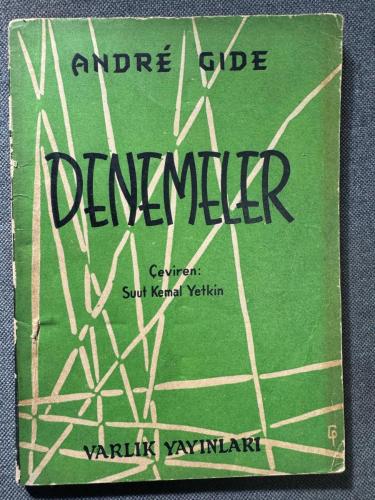 ANDRÉ GIDE
DENEMELER
Çeviren:
Suut Kemal Yetkin
VARLIK YAYINLARI